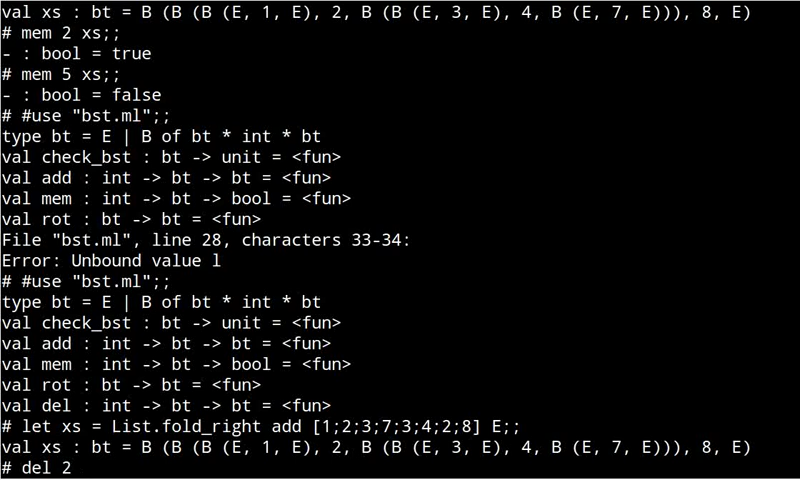 val xs : bt = B (B (B (E, 1, E), 2, B (B (E, 3, E), 4, B (E, 7, E))), 8, E)
# mem 2 xs;;
- : bool = true
# mem 5 xs;;
- : bool = false
# #use "bst.ml";;
type bt = E | B of bt * int * bt
val check_bst : bt -> unit = <fun>
val add : int -> bt -> bt = <fun>
val mem : int -> bt -> bool = <fun>
val rot : bt -> bt = <fun>
File "bst.ml", line 28, characters 33-34:
Error: Unbound value l
# #use "bst.ml";;
type bt = E | B of bt * int * bt
val check_bst : bt -> unit = <fun>
val add : int -> bt -> bt = <fun>
val mem : int -> bt -> bool = <fun>
val rot : bt -> bt = <fun>
val del : int -> bt -> bt = <fun>
# let xs = List.fold_right add [1;2;3;7;3;4;2;8] E;;
val xs : bt = B (B (B (E, 1, E), 2, B (B (E, 3, E), 4, B (E, 7, E))), 8, E)
# del 2